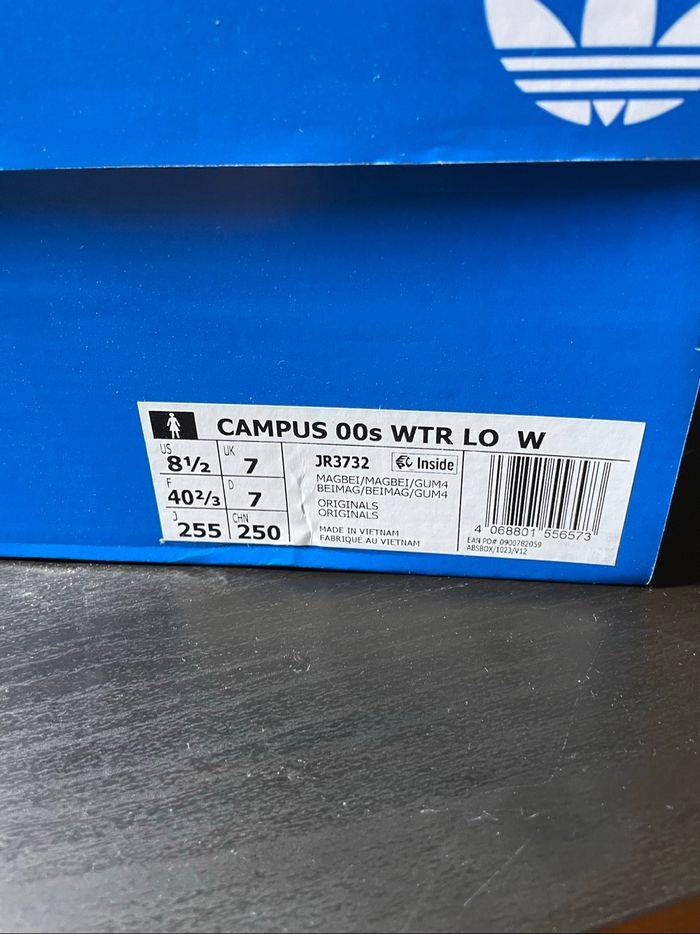 CAMPUS 00s WTR LO W
US
8½
UK
7
F
40²/₃
D
7
J
255
CHN
250
JR3732
Inside
MAGBEI/MAGBEI/GUM4
BEIMAG/BEIMAG/GUM4
ORIGINALS
ORIGINALS
MADE IN VIETNAM
FABRIQUÉ AU VIETNAM
4 068801 556573
EAN PO# 0900782059
ABSBOX/1023/V12